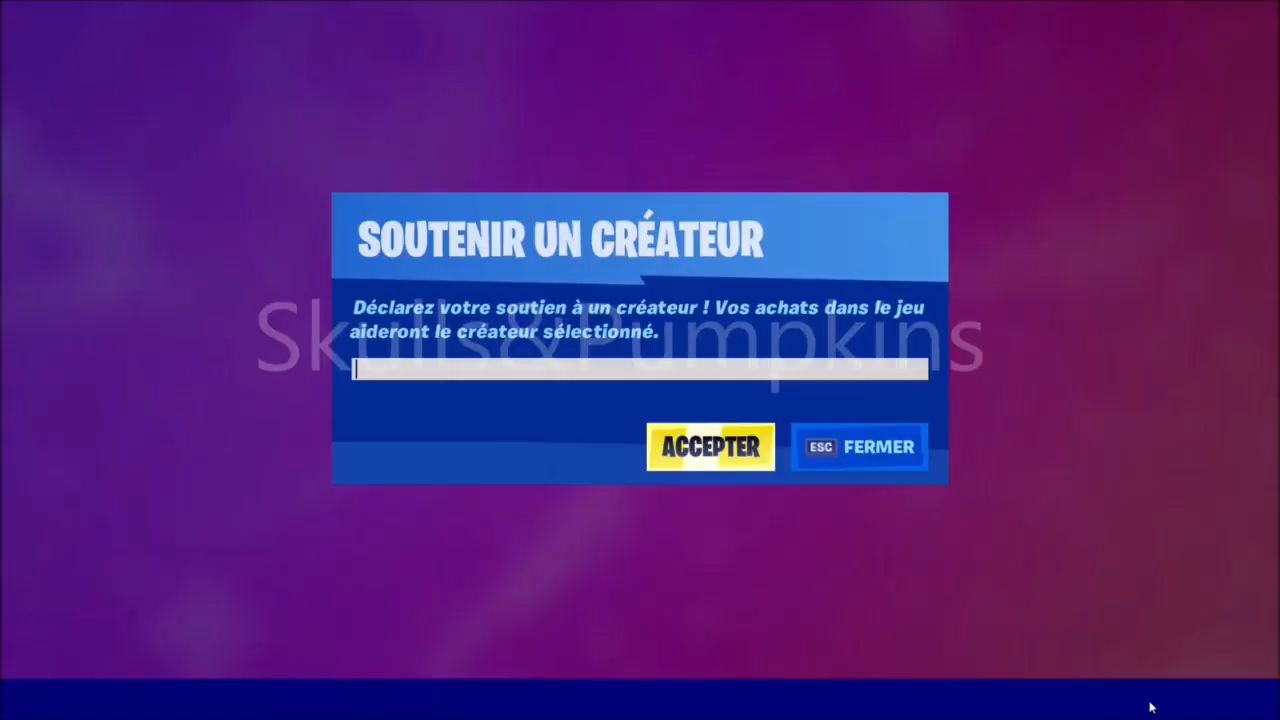 SOUTENIR UN CRÉATEUR
Déclarez votre soutien à un créateur ! Vos achats dans le jeu
aideront le créateur sélectionné.
Skulls&Pumpkins
ACCEPTER
ESC FERMER